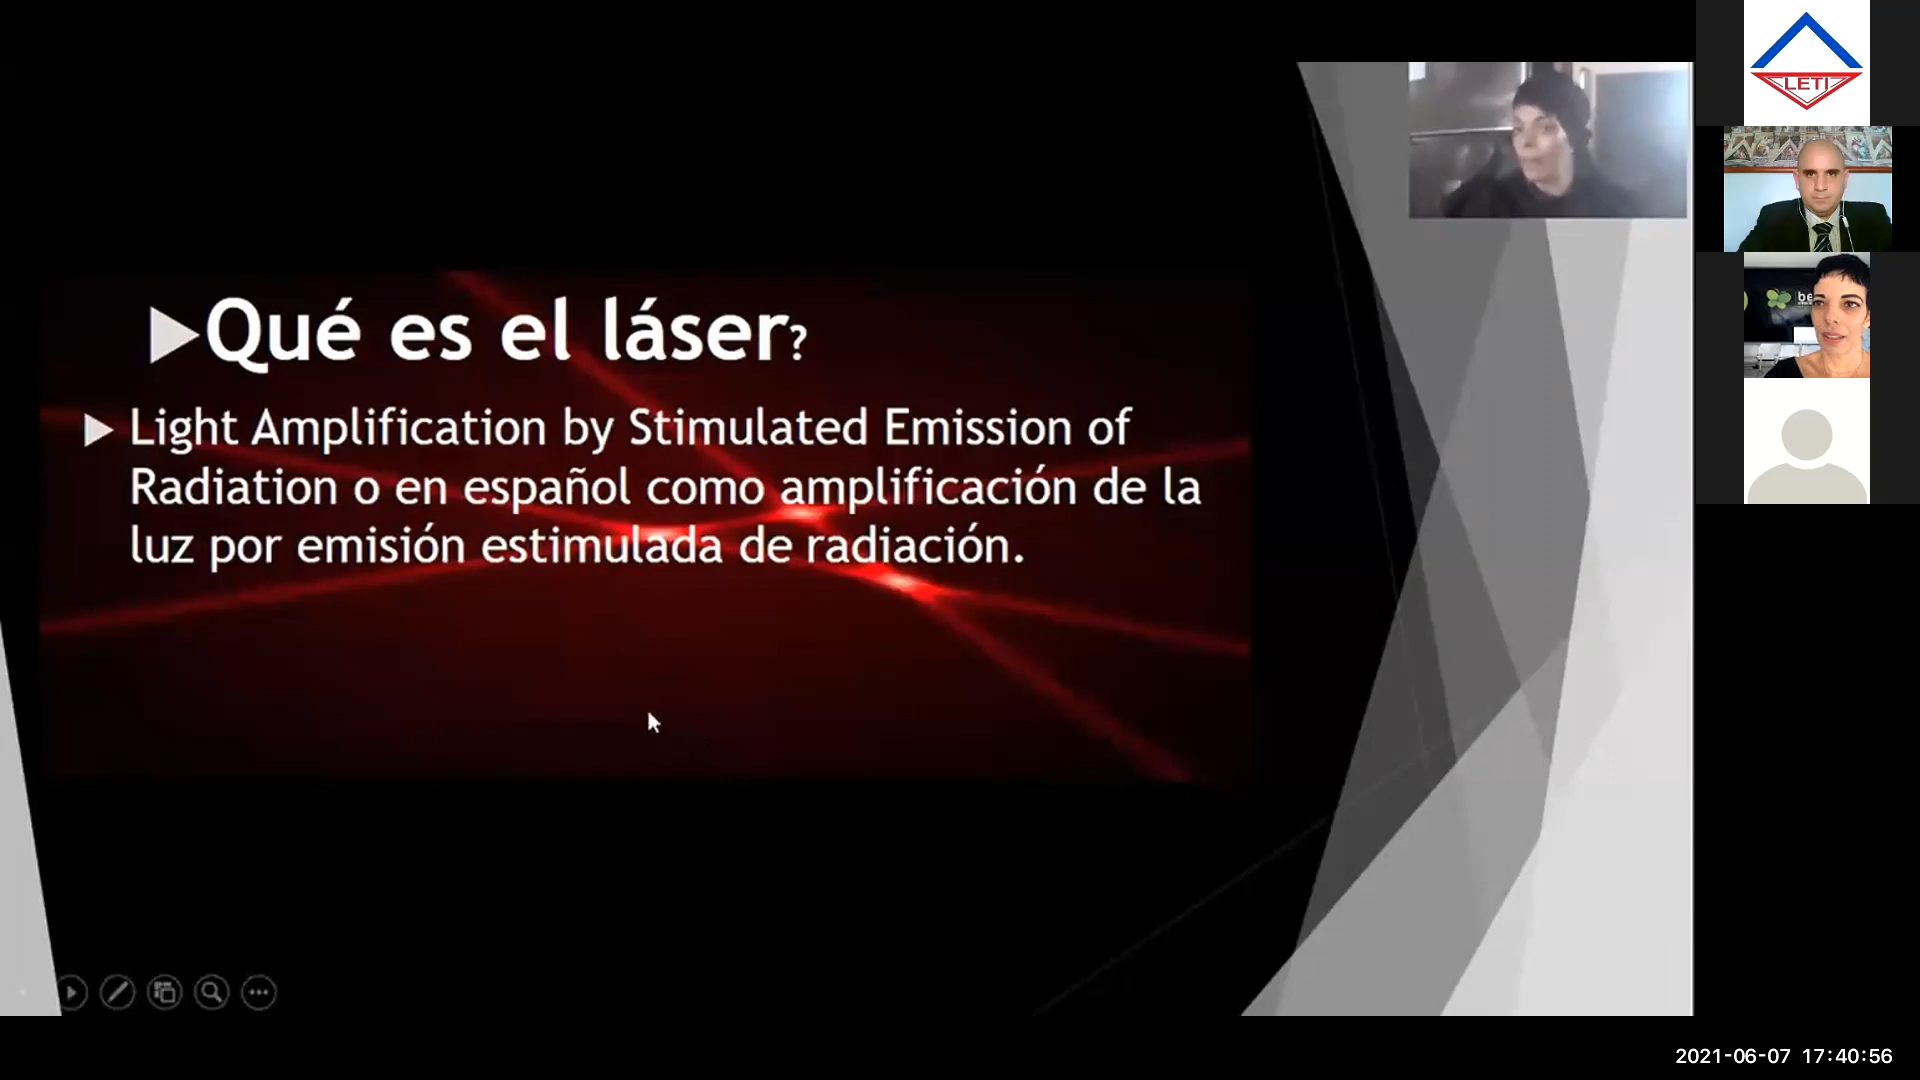 Qué es el láser?
Light Amplification by Stimulated Emission of
Radiation o en español como amplificación de la
luz por emisión estimulada de radiación.
LETI
be
2021-06-07 17:40:56